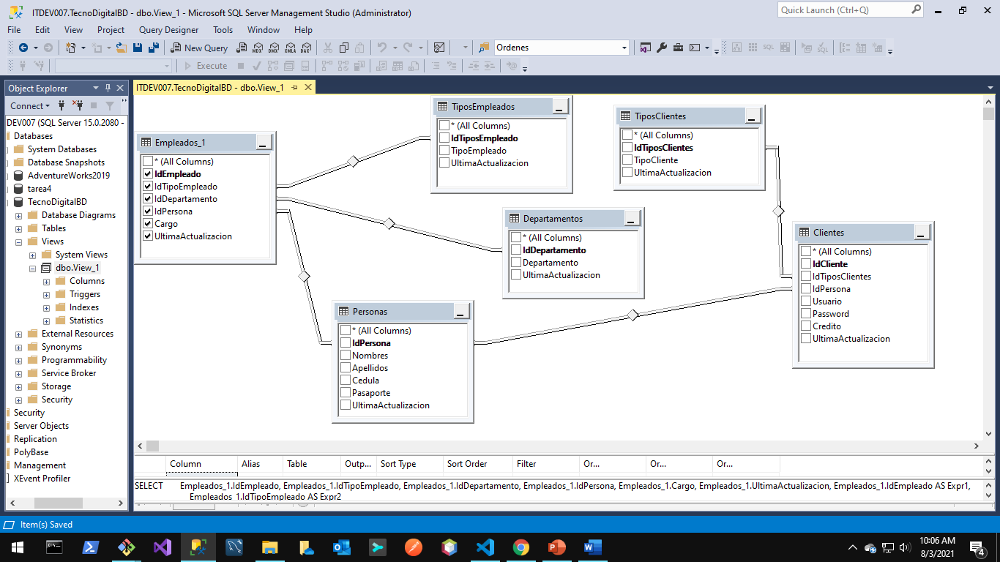 ITDEV007.TecnoDigitalBD - dbo.View_1 - Microsoft SQL Server Management Studio (Administrator)
Quick Launch (Ctrl+Q)
File Edit View Project Query Designer Tools Window Help
New Query MDX DMX XMLA DAX Ordenes SQL SQL
Execute
Object Explorer
Connect
DEV007 (SQL Server 15.0.2080 -
Databases
System Databases
Database Snapshots
AdventureWorks2019
tarea4
TecnoDigitalBD
Database Diagrams
Tables
Views
System Views
dbo.View_1
Columns
Triggers
Indexes
Statistics
External Resources
Synonyms
Programmability
Service Broker
Storage
Security
Security
Server Objects
Replication
PolyBase
Management
XEvent Profiler
ITDEV007.TecnoDigitalBD - dbo.View_1
Empleados_1
* (All Columns)
IdEmpleado
IdTipoEmpleado
IdDepartamento
IdPersona
Cargo
UltimaActualizacion
TiposEmpleados
* (All Columns)
IdTiposEmpleado
TipoEmpleado
UltimaActualizacion
TiposClientes
* (All Columns)
IdTiposClientes
TipoCliente
UltimaActualizacion
Departamentos
* (All Columns)
IdDepartamento
Departamento
UltimaActualizacion
Clientes
* (All Columns)
IdCliente
IdTiposClientes
IdPersona
Usuario
Password
Credito
UltimaActualizacion
Personas
* (All Columns)
IdPersona
Nombres
Apellidos
Cedula
Pasaporte
UltimaActualizacion
Column Alias Table Outp... Sort Type Sort Order Filter Or... Or... Or...
SELECT Empleados_1.IdEmpleado, Empleados_1.IdTipoEmpleado, Empleados_1.IdDepartamento, Empleados_1.IdPersona, Empleados_1.Cargo, Empleados_1.UltimaActualizacion, Empleados_1.IdEmpleado AS Expr1,
Empleados_1.IdTipoEmpleado AS Expr2
Item(s) Saved
10:06 AM
8/3/2021
4